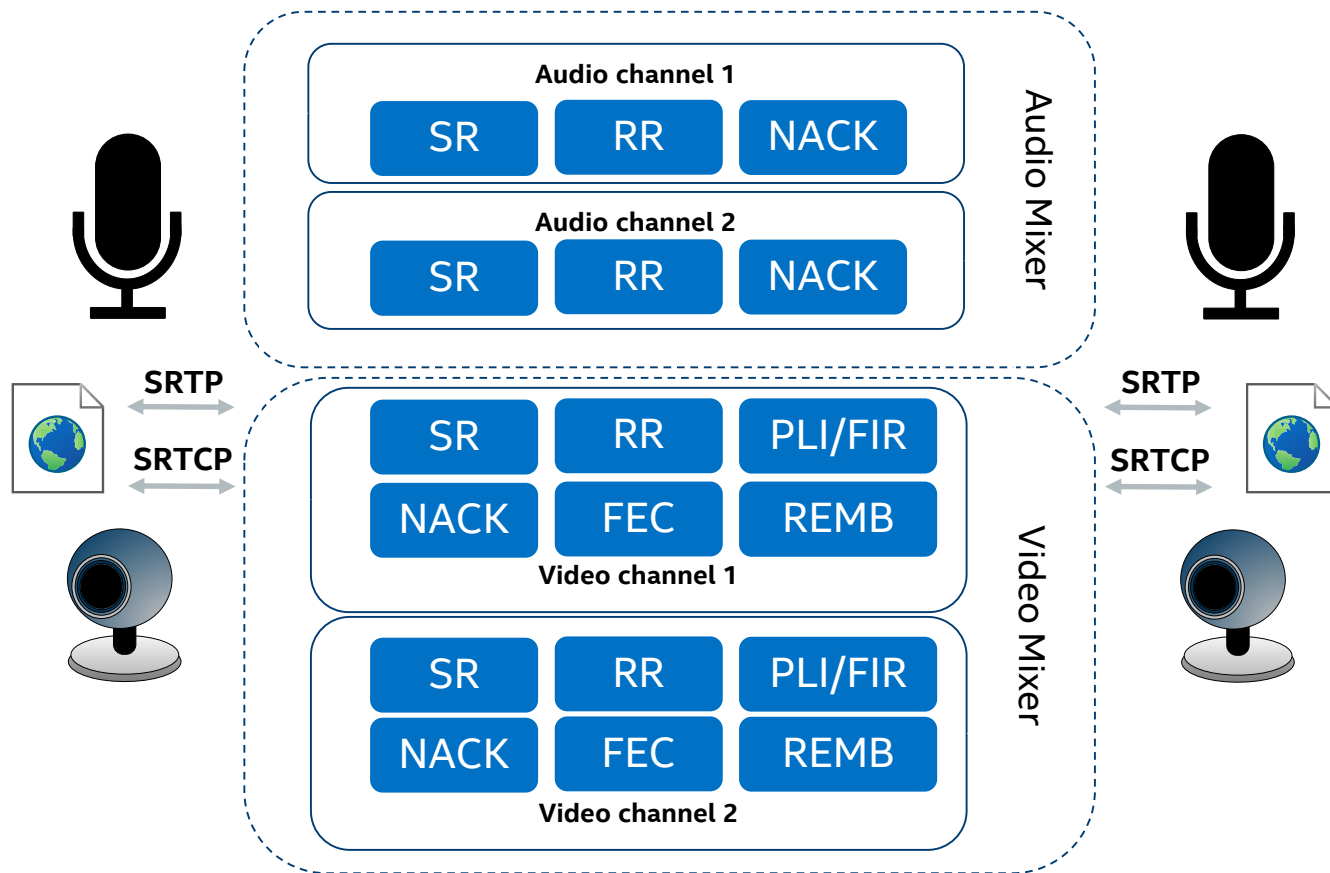 Audio channel 1
SR RR NACK
Audio channel 2
SR RR NACK
Audio Mixer
SRTP
SRTCP
SR RR PLI/FIR
NACK FEC REMB
Video channel 1
SR RR PLI/FIR
NACK FEC REMB
Video channel 2
Video Mixer
SRTP
SRTCP